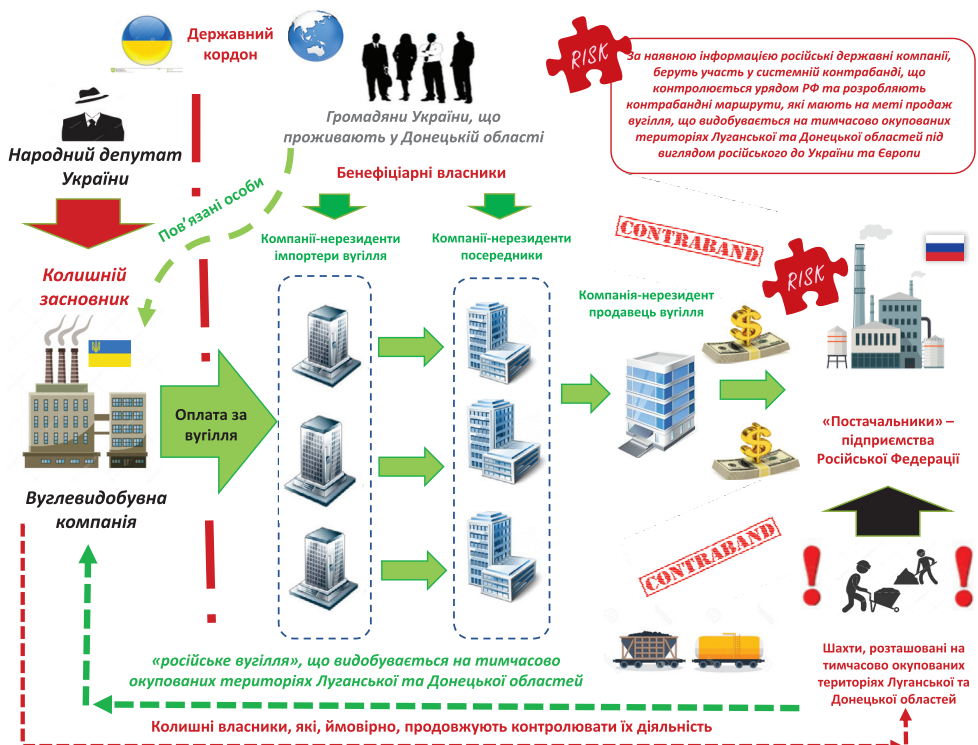 Державний
кордон
RISK
За наявною інформацією російські державні компанії,
беруть участь у системній контрабанді, що
контролюється урядом РФ та розробляють
контрабандні маршрути, які мають на меті продаж
вугілля, що видобувається на тимчасово окупованих
територіях Луганської та Донецької областей під
виглядом російського до України та Європи
Народний депутат
України
Громадяни України, що
проживають у Донецькій області
Бенефіціарні власники
Пов’язані особи
Компанії-нерезиденти
імпортери вугілля
Компанії-нерезиденти
посередники
CONTRABAND
RISK
Колишній
засновник
Компанія-нерезидент
продавець вугілля
Оплата за
вугілля
«Постачальники» –
підприємства
Російської Федерації
Вуглевидобувна
компанія
CONTRABAND
Шахти, розташовані на
тимчасово окупованих
територіях Луганської та
Донецької областей
«російське вугілля», що видобувається на тимчасово
окупованих територіях Луганської та Донецької областей
Колишні власники, які, ймовірно, продовжують контролювати їх діяльність